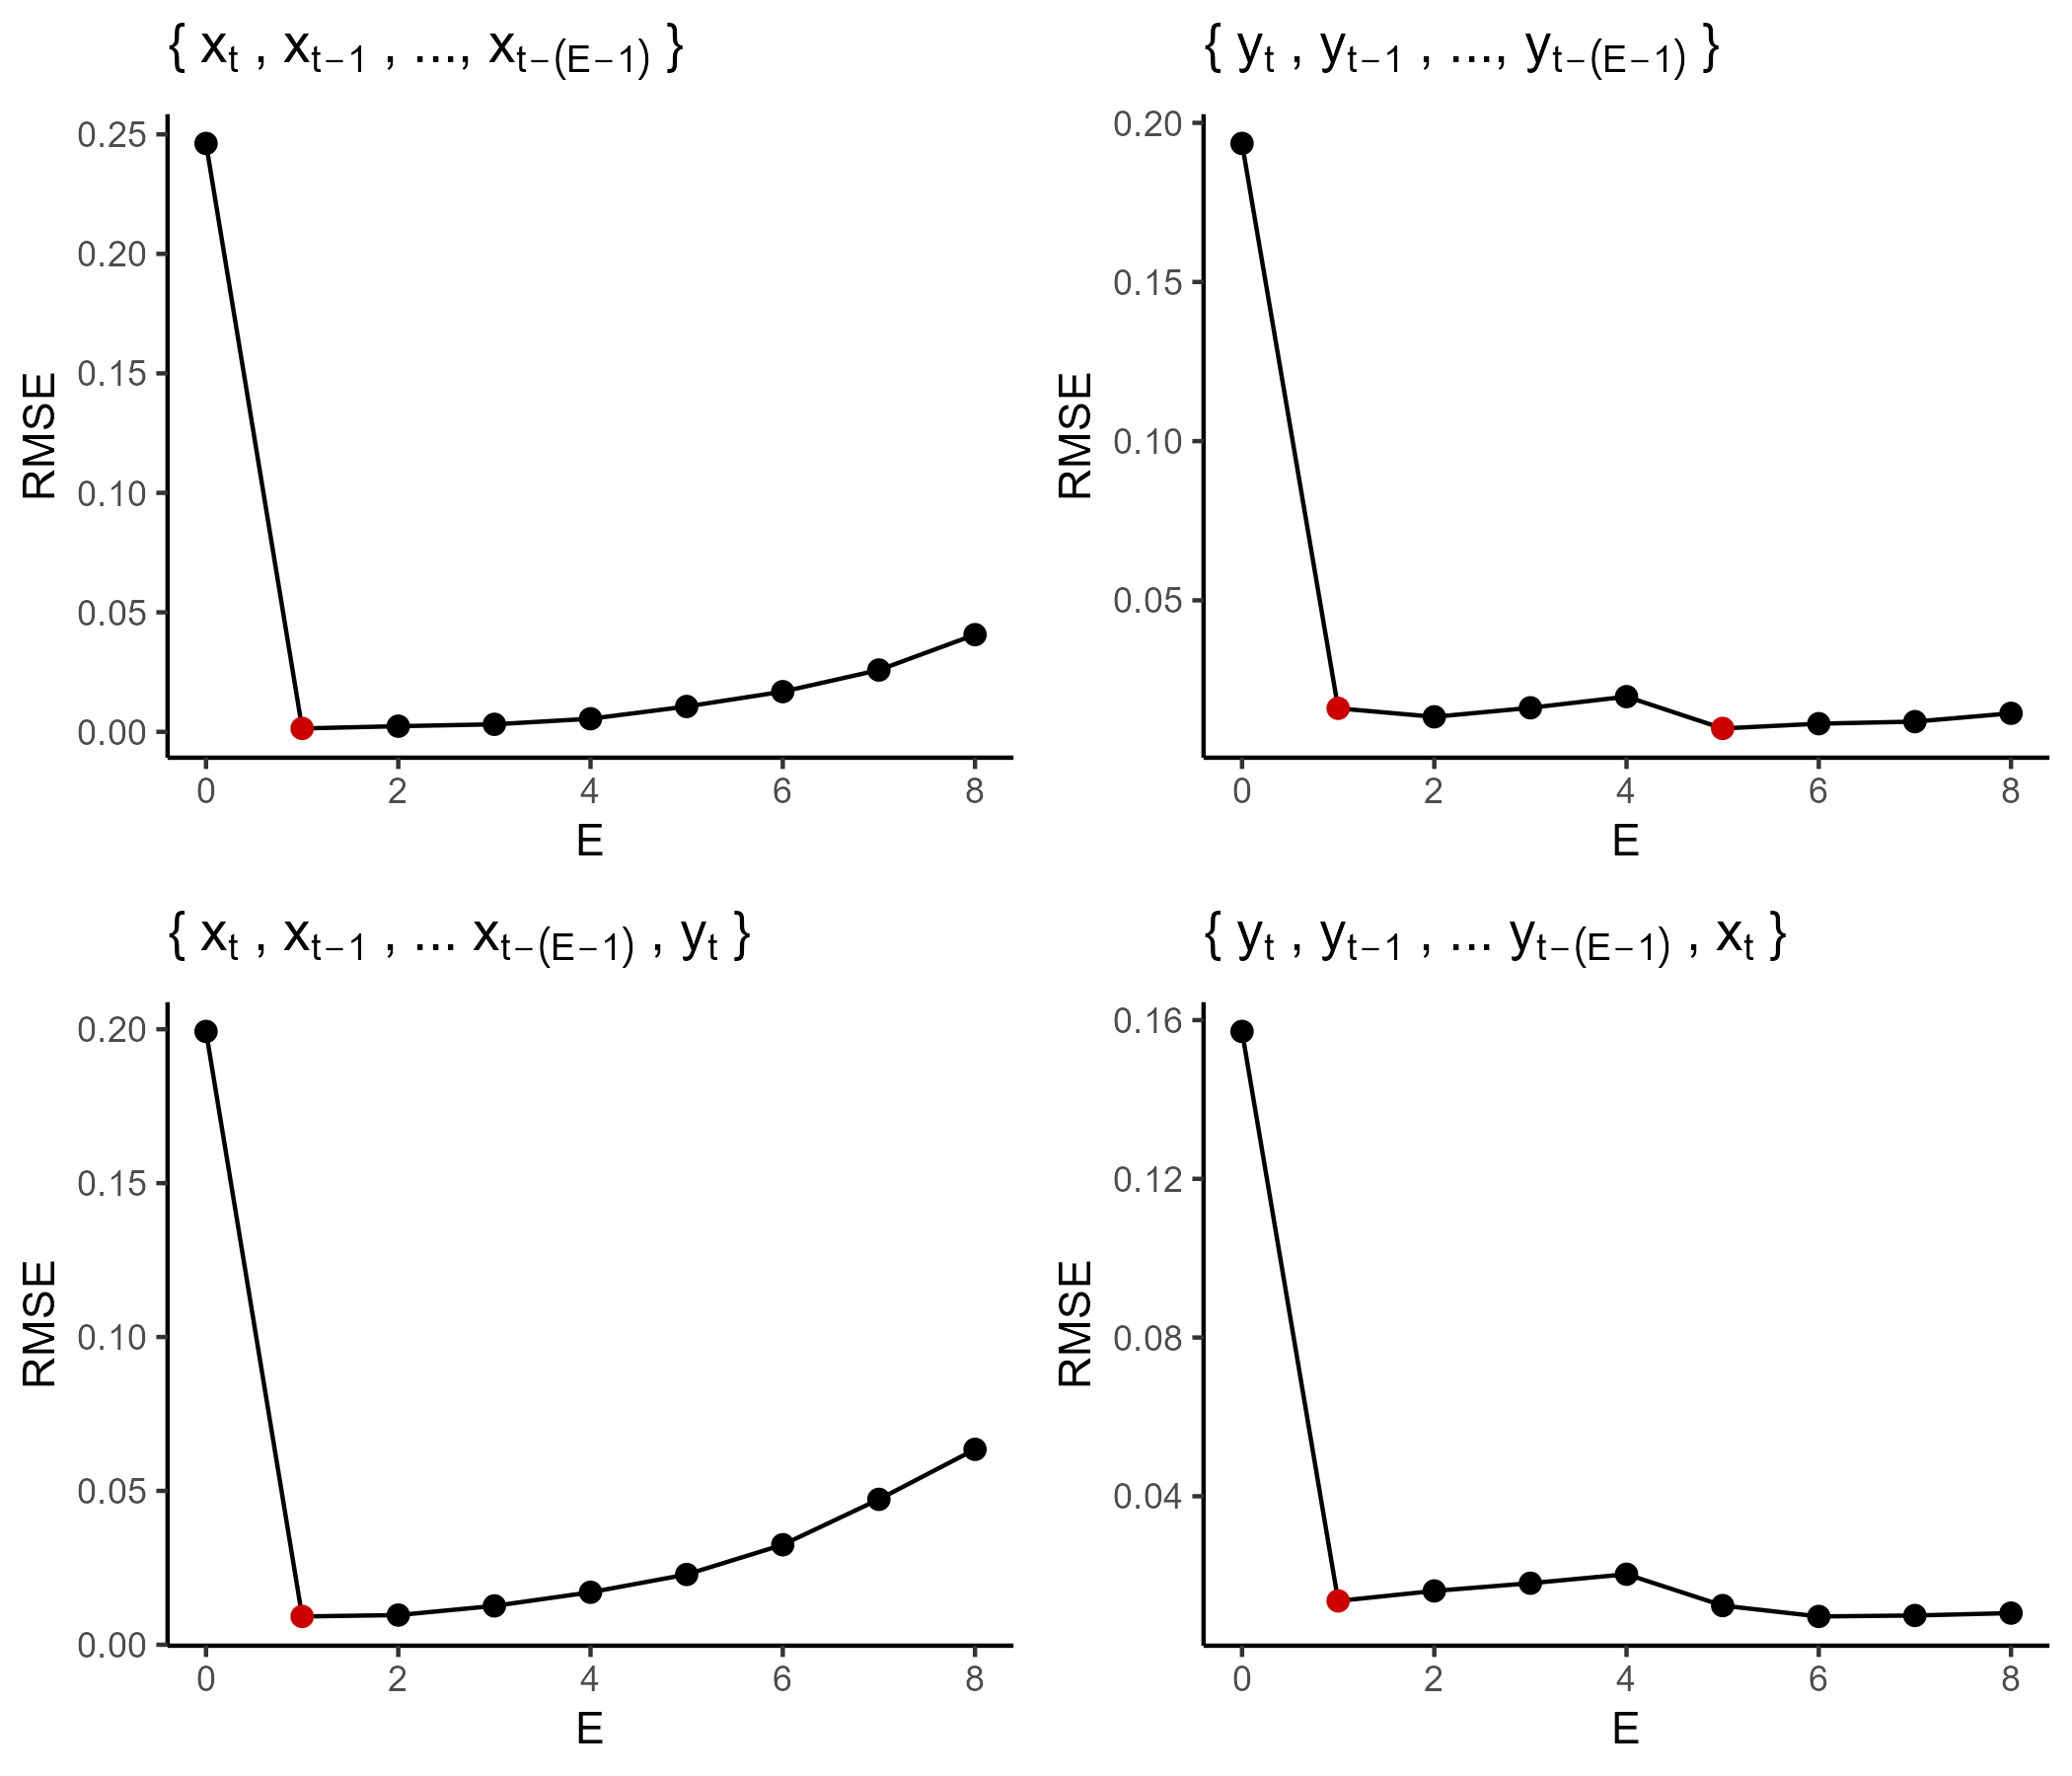 { xt , xt−1 , ..., xt−(E−1) }
0.25
0.20
0.15
0.10
0.05
0.00
RMSE
0 2 4 6 8
E
{ yt , yt−1 , ..., yt−(E−1) }
0.20
0.15
0.10
0.05
RMSE
0 2 4 6 8
E
{ xt , xt−1 , ... xt−(E−1) , yt }
0.20
0.15
0.10
0.05
0.00
RMSE
0 2 4 6 8
E
{ yt , yt−1 , ... yt−(E−1) , xt }
0.16
0.12
0.08
0.04
RMSE
0 2 4 6 8
E